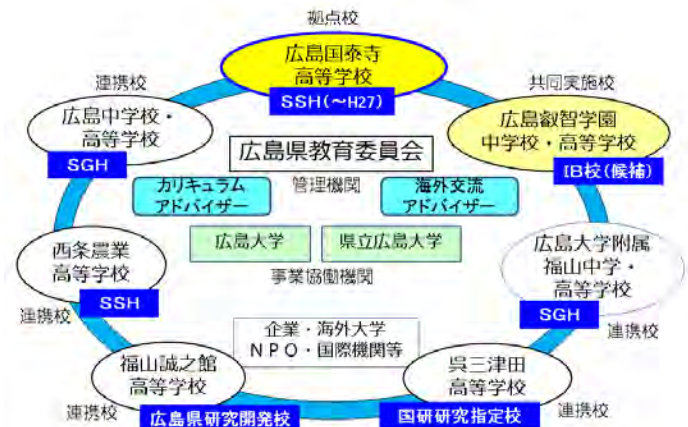 拠点校
広島国泰寺
高等学校
SSH(～H27)
連携校
広島中学校・
高等学校
SGH
共同実施校
広島叡智学園
中学校・高等学校
IB校(候補)
広島県教育委員会
管理機関
カリキュラム
アドバイザー
海外交流
アドバイザー
広島大学
県立広島大学
事業協働機関
西条農業
高等学校
SSH
連携校
広島大学附属
福山中学・
高等学校
SGH
連携校
企業・海外大学
NPO・国際機関等
福山誠之館
高等学校
連携校
広島県研究開発校
呉三津田
高等学校
国研研究指定校
連携校